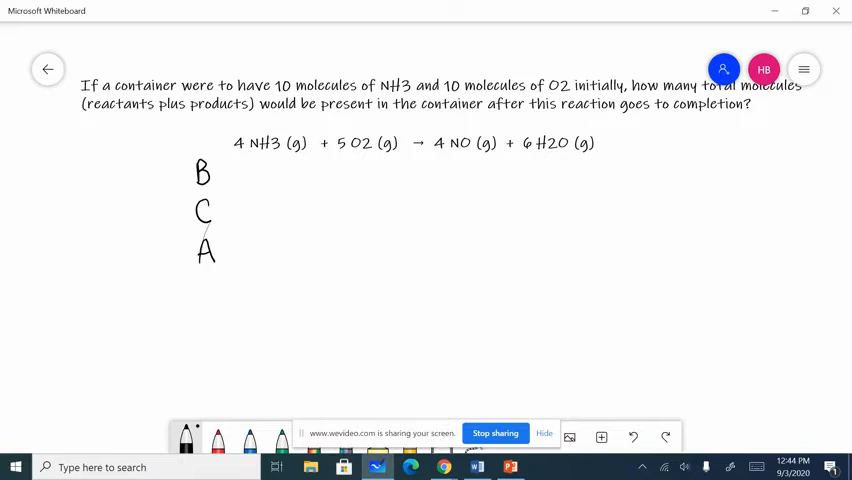 Microsoft Whiteboard
HB
If a container were to have 10 molecules of NH3 and 10 molecules of O2 initially, how many total molecules
(reactants plus products) would be present in the container after this reaction goes to completion?
4 NH3 (g) + 5 O2 (g) → 4 NO (g) + 6 H2O (g)
B
C
A
www.wevideo.com is sharing your screen.
Stop sharing
Hide
Type here to search
12:44 PM
9/3/2020